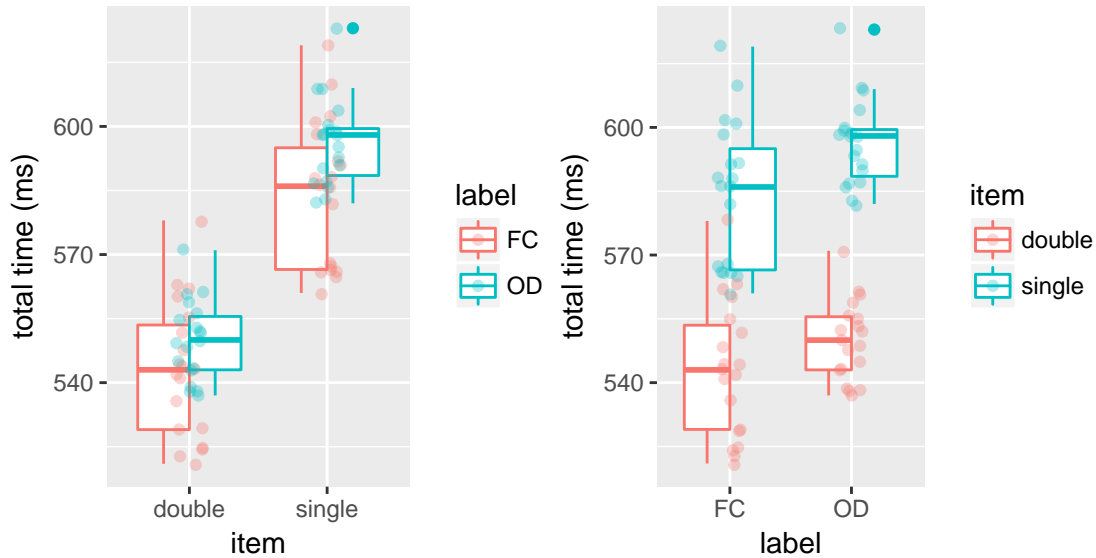 total time (ms)
600
570
540
double single
item
label
FC
OD
total time (ms)
600
570
540
FC OD
label
item
double
single